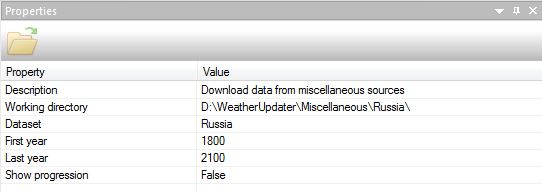 Properties
Property Value
Description Download data from miscellaneous sources
Working directory D:\WeatherUpdater\Miscellaneous\Russia\
Dataset Russia
First year 1800
Last year 2100
Show progression False